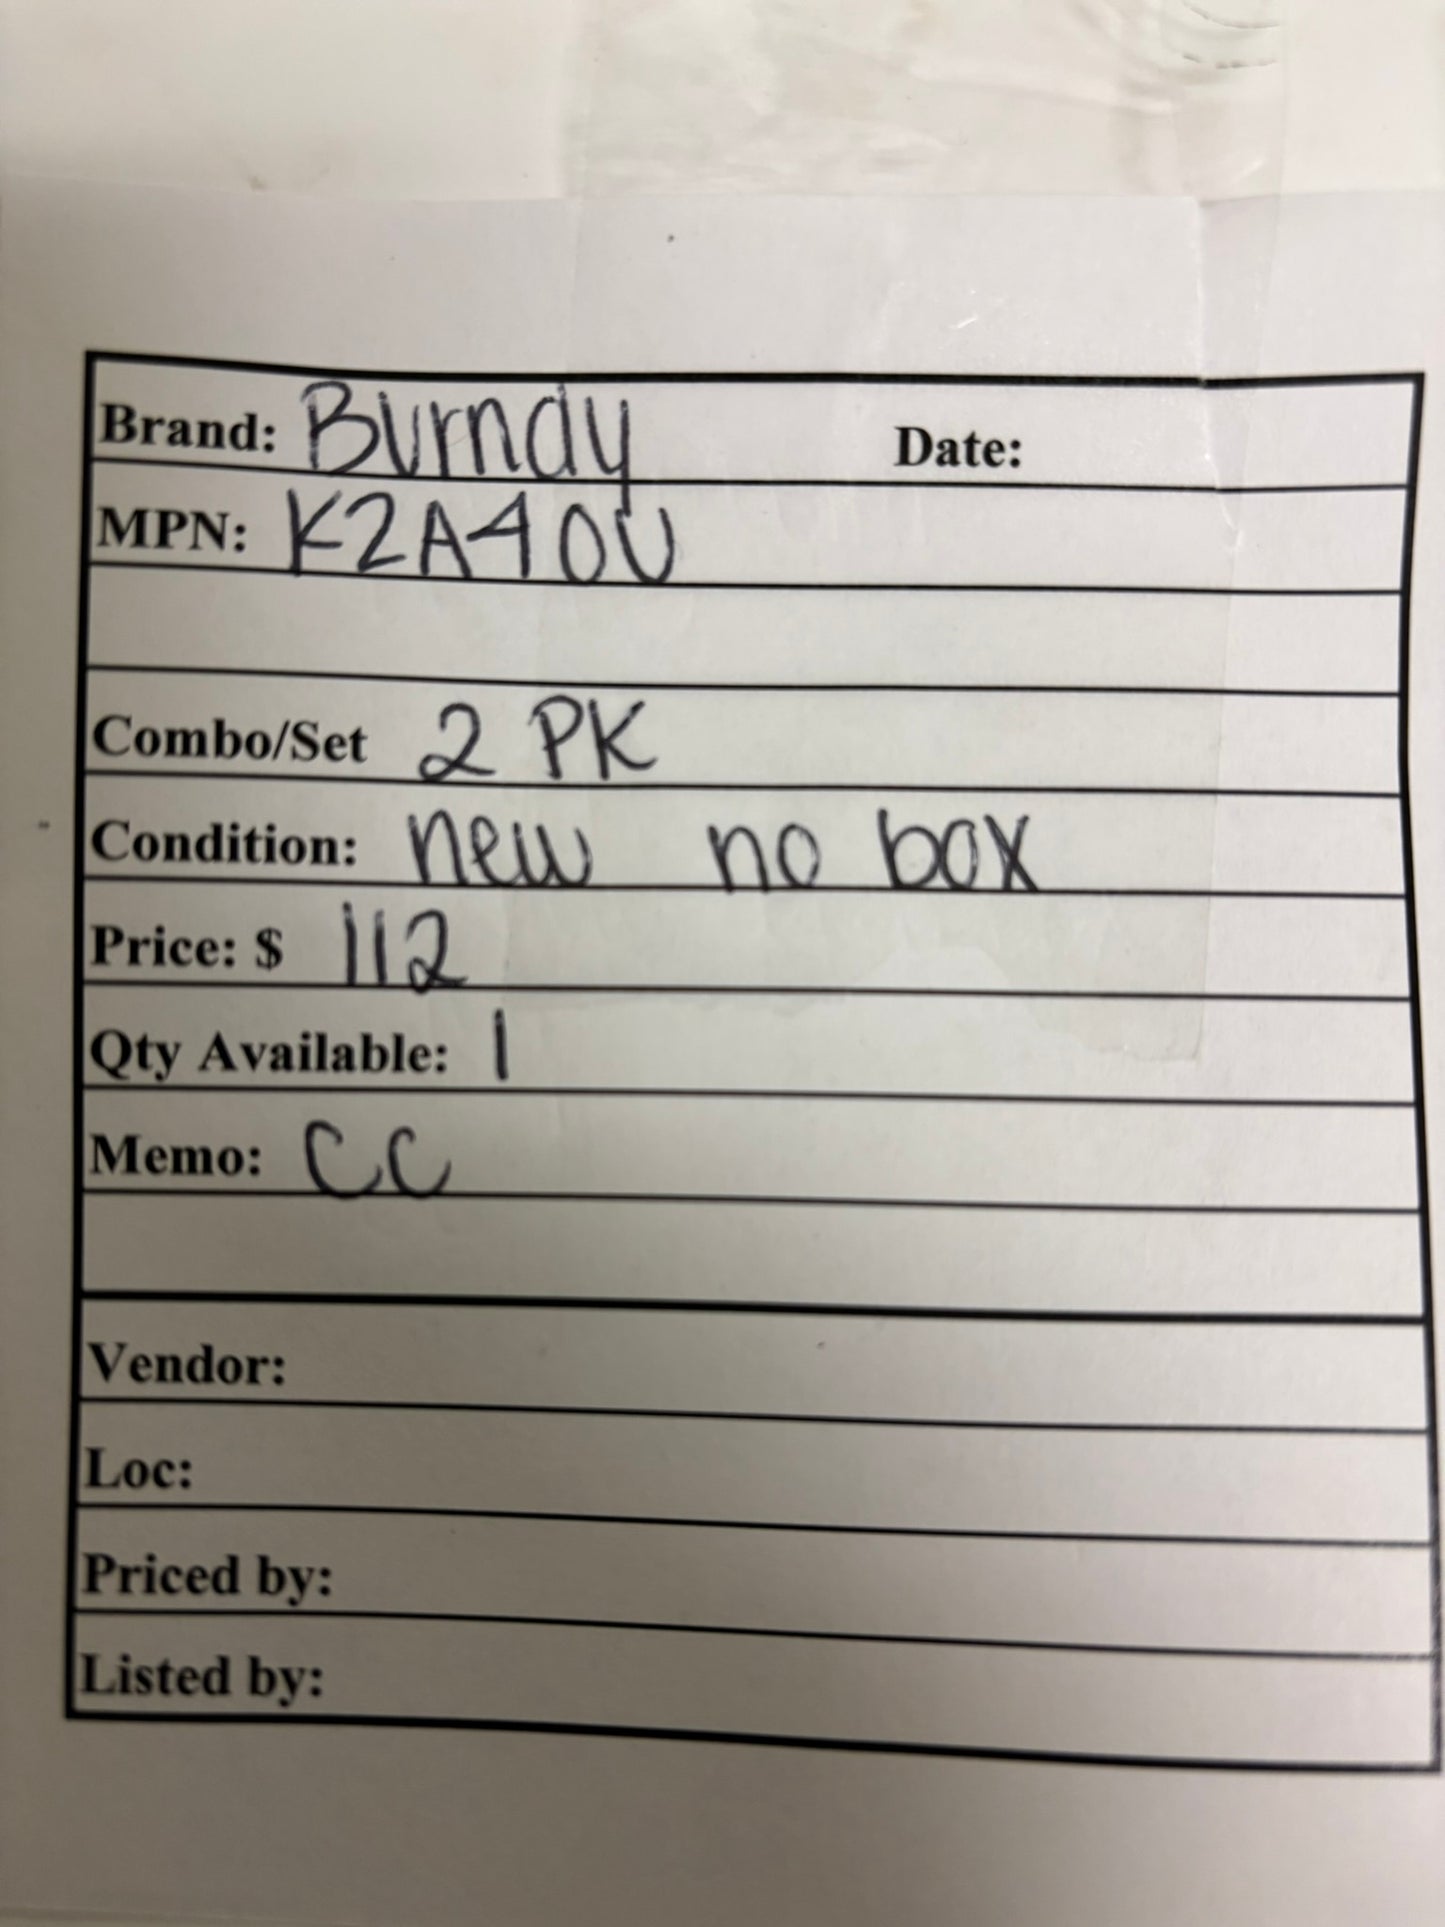 Brand: Burndy Date:
MPN: K2A40U
Combo/Set 2 PK
Condition: new no box
Price: $ 112
Qty Available: 1
Memo: CC
Vendor:
Loc:
Priced by:
Listed by: